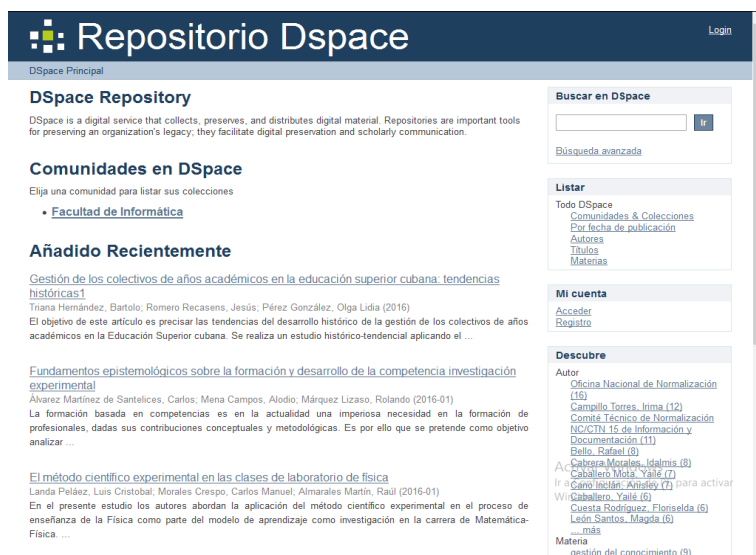 Repositorio Dspace
Login
DSpace Principal
DSpace Repository
DSpace is a digital service that collects, preserves, and distributes digital material. Repositories are important tools
for preserving an organization's legacy; they facilitate digital preservation and scholarly communication.
Comunidades en DSpace
Elija una comunidad para listar sus colecciones
Facultad de Informática
Añadido Recientemente
Gestión de los colectivos de años académicos en la educación superior cubana: tendencias
históricas1
Triana Hernández, Bartolo; Romero Recasens, Jesús; Pérez González, Olga Lidia (2016)
El objetivo de este artículo es precisar las tendencias del desarrollo histórico de la gestión de los colectivos de años
académicos en la Educación Superior cubana. Se realiza un estudio histórico-tendencial aplicando el ...
Fundamentos epistemológicos sobre la formación y desarrollo de la competencia investigación
experimental
Álvarez Martínez de Santelices, Carlos; Mena Campos, Alodio; Márquez Lizaso, Rolando (2016-01)
La formación basada en competencias es en la actualidad una imperiosa necesidad en la formación de
profesionales, dadas sus contribuciones conceptuales y metodológicas. Es por ello que se pretende como objetivo
analizar ...
El método científico experimental en las clases de laboratorio de física
Landa Peláez, Luis Cristobal; Morales Crespo, Carlos Manuel; Almarales Martín, Raúl (2016-01)
En el presente estudio los autores abordan la aplicación del método científico experimental en el proceso de
enseñanza de la Física como parte del modelo de aprendizaje como investigación en la carrera de Matemática-
Física. ...
Buscar en DSpace
Ir
Búsqueda avanzada
Listar
Todo DSpace
Comunidades & Colecciones
Por fecha de publicación
Autores
Títulos
Materias
Mi cuenta
Acceder
Registro
Descubre
Autor
Oficina Nacional de Normalización
(16)
Campillo Torres, Irima (12)
Comité Técnico de Normalización
NC/CTN 15 de Información y
Documentación (11)
Bello, Rafael (8)
Cabrera Morales, Idalmis (8)
Caballero Mota, Yailé (7)
Cano Inclán, Anisley (7)
Caballero, Yailé (6)
Cuesta Rodríguez, Floriselda (6)
León Santos, Magda (6)
... más
Materia
gestión del conocimiento (9)
para activar